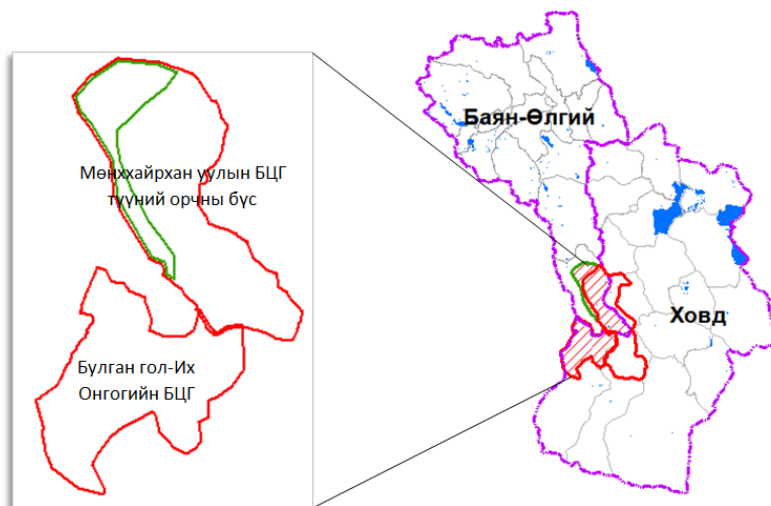 Мөнххайрхан уулын БЦГ
түүний орчны бүс
Булган гол-Их
Онгогийн БЦГ
Баян-Өлгий
Ховд